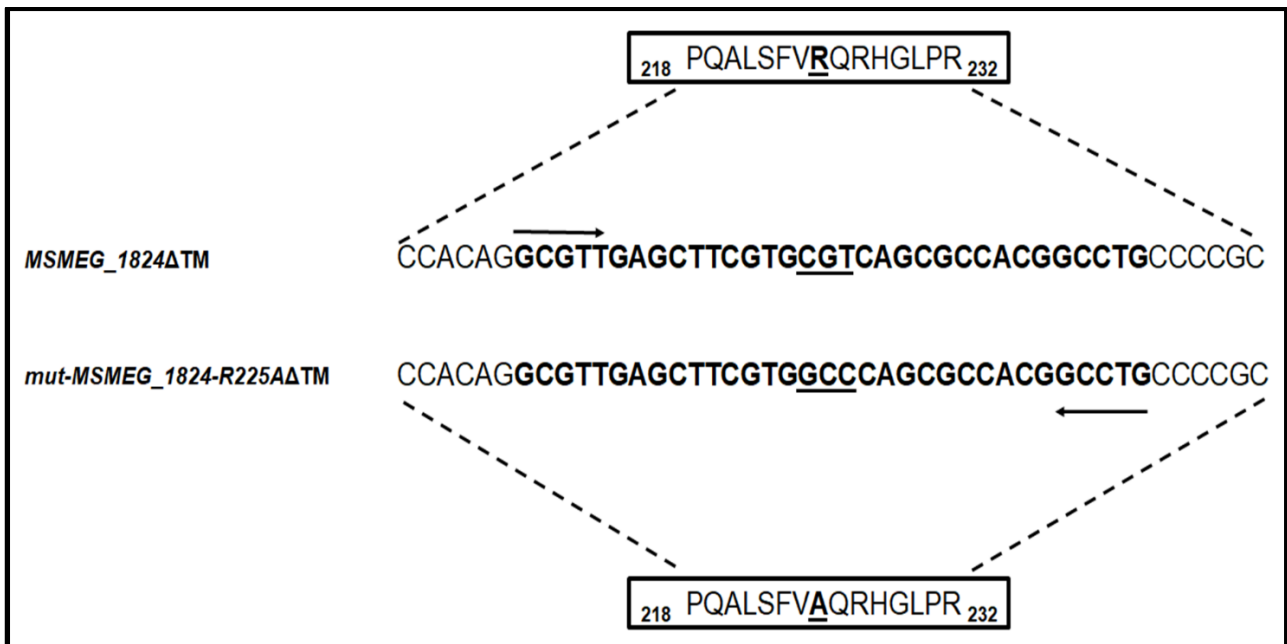 218 PQALSFVRQRHGLPR 232
MSMEG_1824ΔTM CCACAGGCGTTGAGCTTCGTGCGTCAGCGCCACGGCCTGCCCCGC
mut-MSMEG_1824-R225AΔTM CCACAGGCGTTGAGCTTCGTGGCCCAGCGCCACGGCCTGCCCCGC
218 PQALSFVAQRHGLPR 232